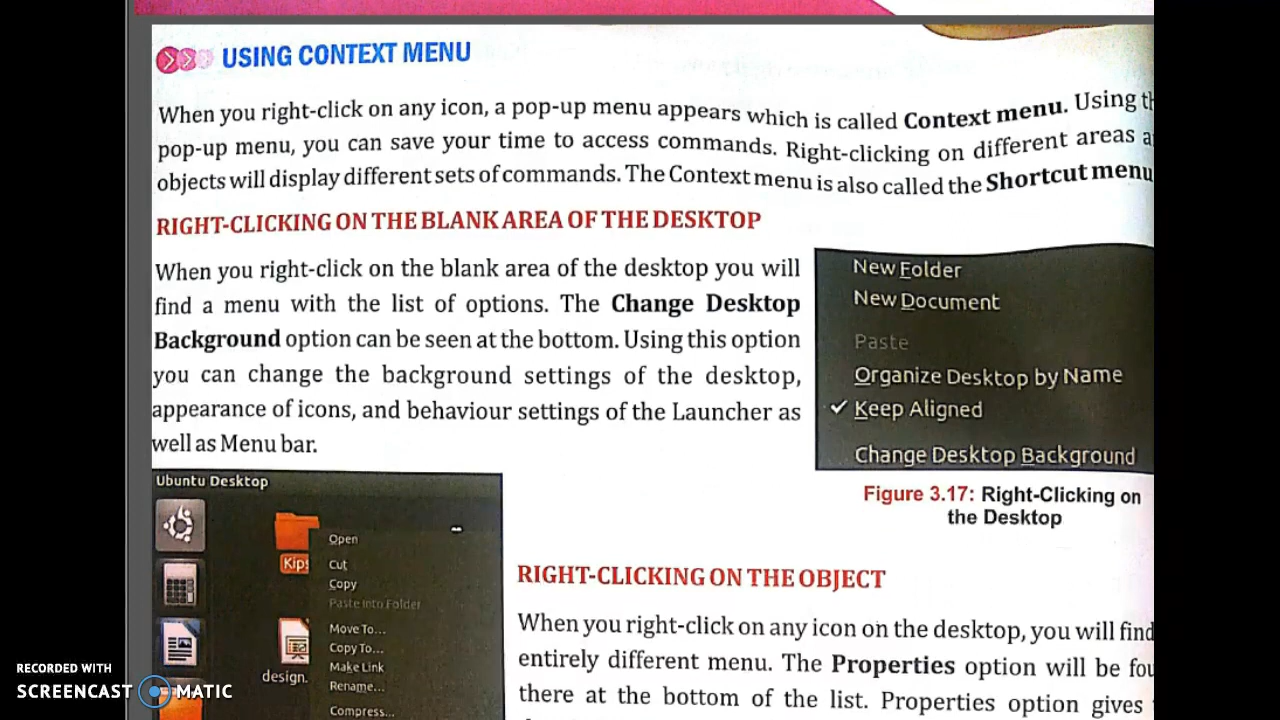 USING CONTEXT MENU
When you right-click on any icon, a pop-up menu appears which is called Context menu. Using
pop-up menu, you can save your time to access commands. Right-clicking on different areas
objects will display different sets of commands. The Context menu is also called the Shortcut menu
RIGHT-CLICKING ON THE BLANK AREA OF THE DESKTOP
When you right-click on the blank area of the desktop you will
find a menu with the list of options. The Change Desktop
Background option can be seen at the bottom. Using this option
you can change the background settings of the desktop,
appearance of icons, and behaviour settings of the Launcher as
well as Menu bar.
New Folder
New Document
Paste
Organize Desktop by Name
Keep Aligned
Change Desktop Background
Figure 3.17: Right-Clicking on
the Desktop
Ubuntu Desktop
Kips
design.
Open
Cut
Copy
Paste Into Folder
Move To...
Copy To...
Make Link
Rename...
Compress...
RIGHT-CLICKING ON THE OBJECT
When you right-click on any icon on the desktop, you will find
entirely different menu. The Properties option will be
there at the bottom of the list. Properties option gives
RECORDED WITH
SCREENCAST MATIC